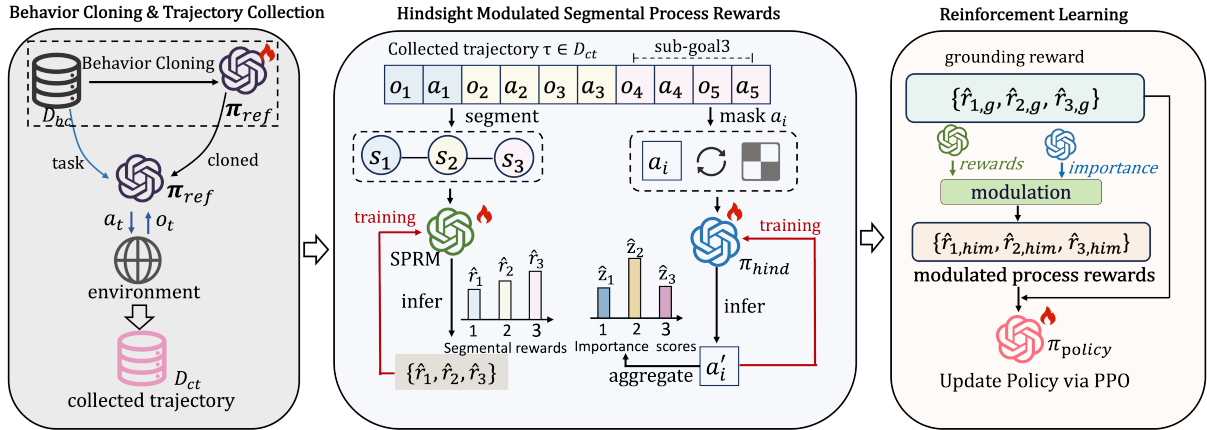 Behavior Cloning & Trajectory Collection
Behavior Cloning
D_bc
π_ref
task
cloned
π_ref
a_t
o_t
environment
D_ct
collected trajectory
Hindsight Modulated Segmental Process Rewards
Collected trajectory τ ∈ D_ct
sub-goal3
o_1 a_1 o_2 a_2 o_3 a_3 o_4 a_4 o_5 a_5
segment
mask a_i
s_1 s_2 s_3
a_i
training
training
SPRM
π_hind
r̂_1 r̂_2 r̂_3
ẑ_1 ẑ_2 ẑ_3
infer
infer
1 2 3
1 2 3
Segmental rewards
Importance scores
{r̂_1, r̂_2, r̂_3}
aggregate
a′_i
Reinforcement Learning
grounding reward
{r̂_1,g, r̂_2,g, r̂_3,g}
rewards
importance
modulation
{r̂_1,him, r̂_2,him, r̂_3,him}
modulated process rewards
π_policy
Update Policy via PPO